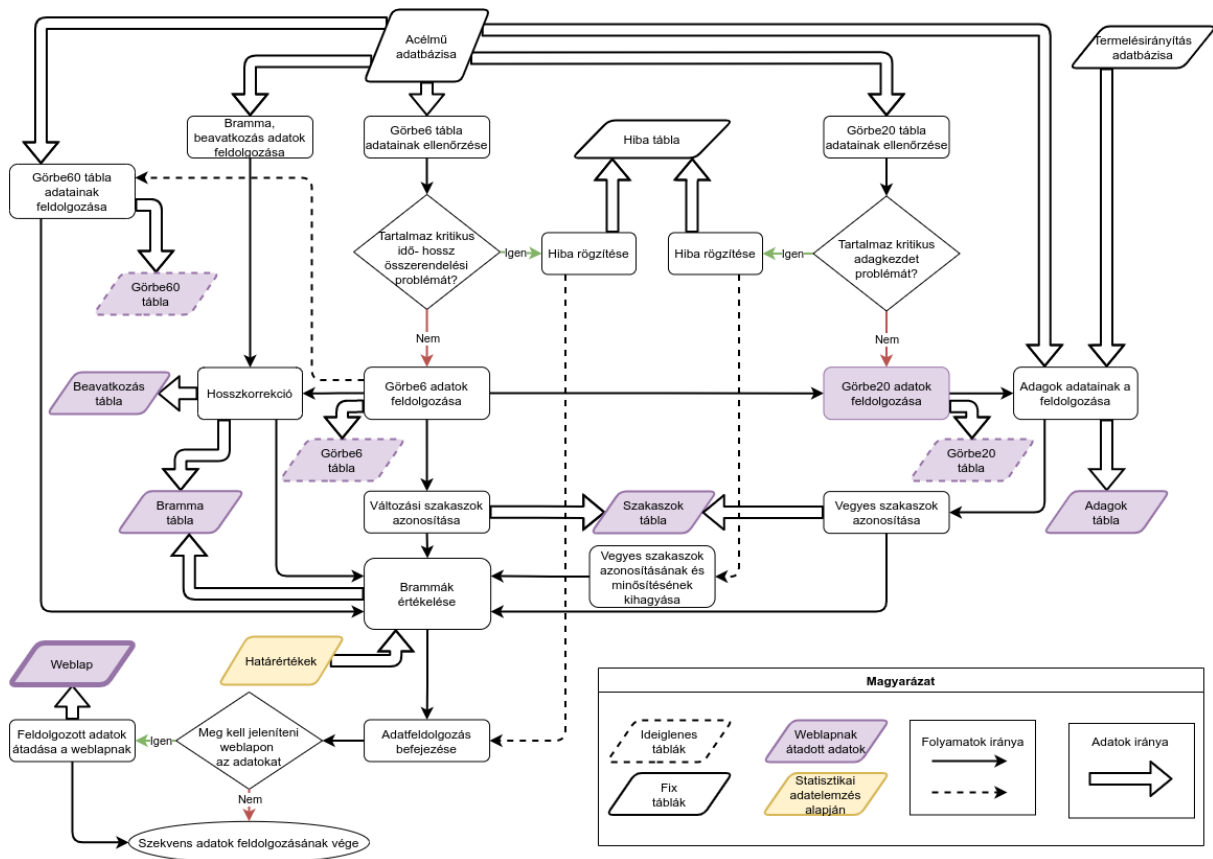 Acélmű
adatbázisa
Termelésirányítás
adatbázisa
Bramma,
beavatkozás adatok
feldolgozása
Görbe6 tábla
adatainak ellenőrzése
Hiba tábla
Görbe20 tábla
adatainak ellenőrzése
Görbe60 tábla
adatainak
feldolgozása
Tartalmaz kritikus
idő- hossz
összerendelési
problémát?
Igen
Hiba rögzítése
Hiba rögzítése
Igen
Tartalmaz kritikus
adagkezdet
problémát?
Görbe60
tábla
Nem
Nem
Beavatkozás
tábla
Hosszkorrekció
Görbe6 adatok
feldolgozása
Görbe20 adatok
feldolgozása
Adagok adatainak a
feldolgozása
Görbe6
tábla
Görbe20
tábla
Bramma
tábla
Változási szakaszok
azonosítása
Szakaszok
tábla
Vegyes szakaszok
azonosítása
Adagok
tábla
Brammák
értékelése
Vegyes szakaszok
azonosításának és
minősítésének
kihagyása
Weblap
Határértékek
Feldolgozott adatok
átadása a weblapnak
Igen
Meg kell jeleníteni
weblapon
az adatokat
Adatfeldolgozás
befejezése
Nem
Szekvens adatok feldolgozásának vége
Magyarázat
Ideiglenes
táblák
Weblapnak
átadott adatok
Folyamatok iránya
Adatok iránya
Fix
táblák
Statisztikai
adatelemzés
alapján